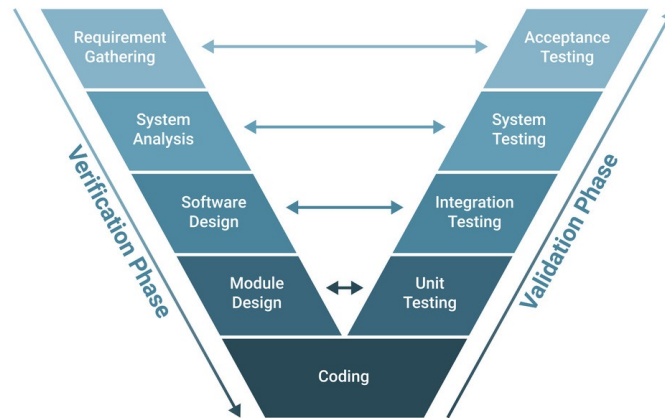 Requirement
Gathering
Acceptance
Testing
System
Analysis
System
Testing
Verification Phase
Validation Phase
Software
Design
Integration
Testing
Module
Design
Unit
Testing
Coding